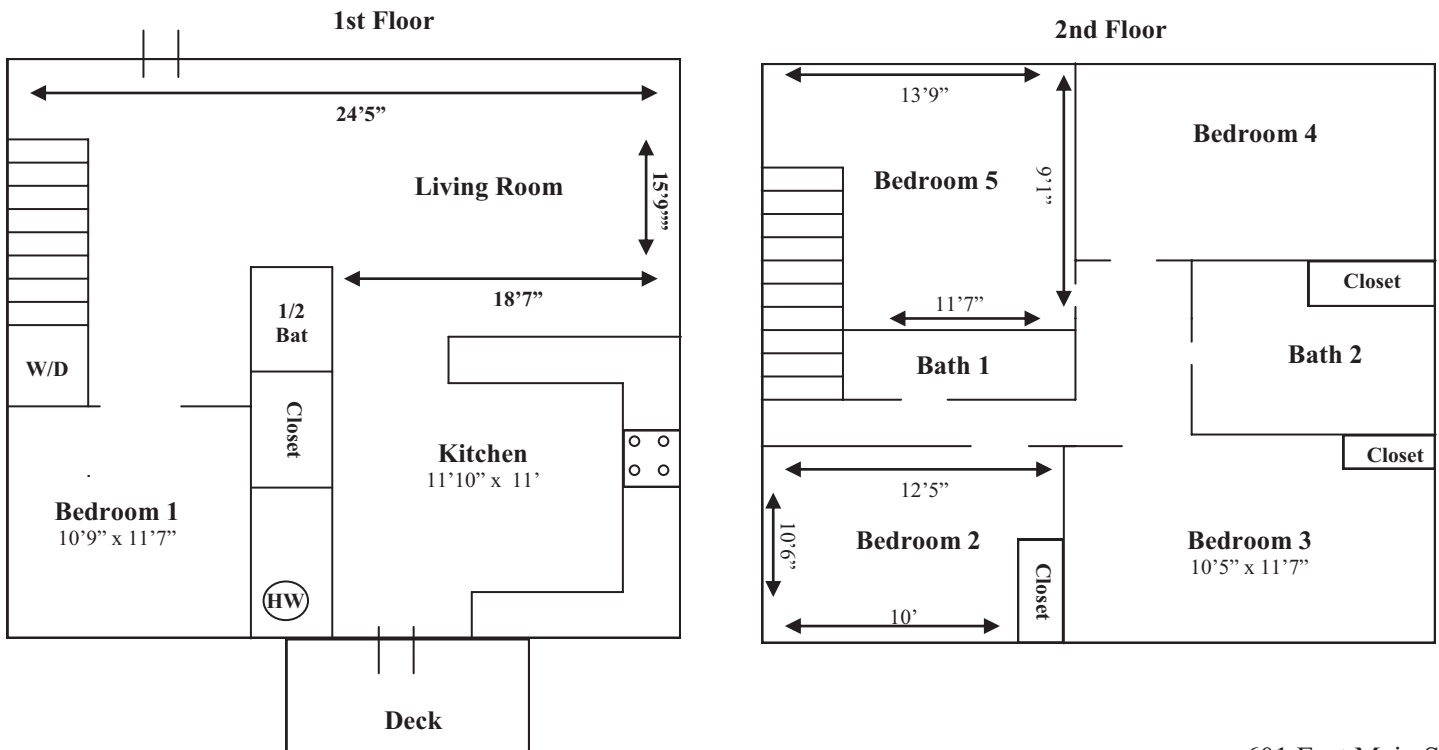 1st Floor
24'5”
Living Room
15'9””
18'7”
1/2
Bat
W/D
Closet
Kitchen
11'10” x 11'
Bedroom 1
10'9” x 11'7”
HW
Deck
2nd Floor
13'9”
Bedroom 4
Bedroom 5
9'1”
Closet
11'7”
Bath 1
Bath 2
Closet
12'5”
10'6”
Bedroom 2
Bedroom 3
10'5” x 11'7”
Closet
10'